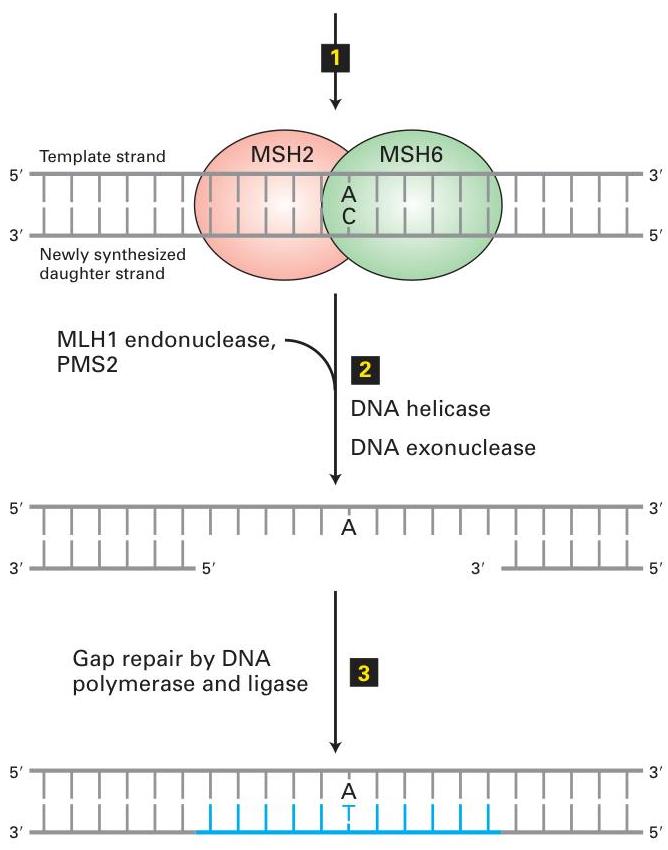 1
Template strand
MSH2 MSH6
5′ 3′
A
C
3′ 5′
Newly synthesized
daughter strand
MLH1 endonuclease,
PMS2
2
DNA helicase
DNA exonuclease
5′ 3′
A
3′ 5′ 3′ 5′
Gap repair by DNA
polymerase and ligase
3
5′ 3′
A
T
3′ 5′